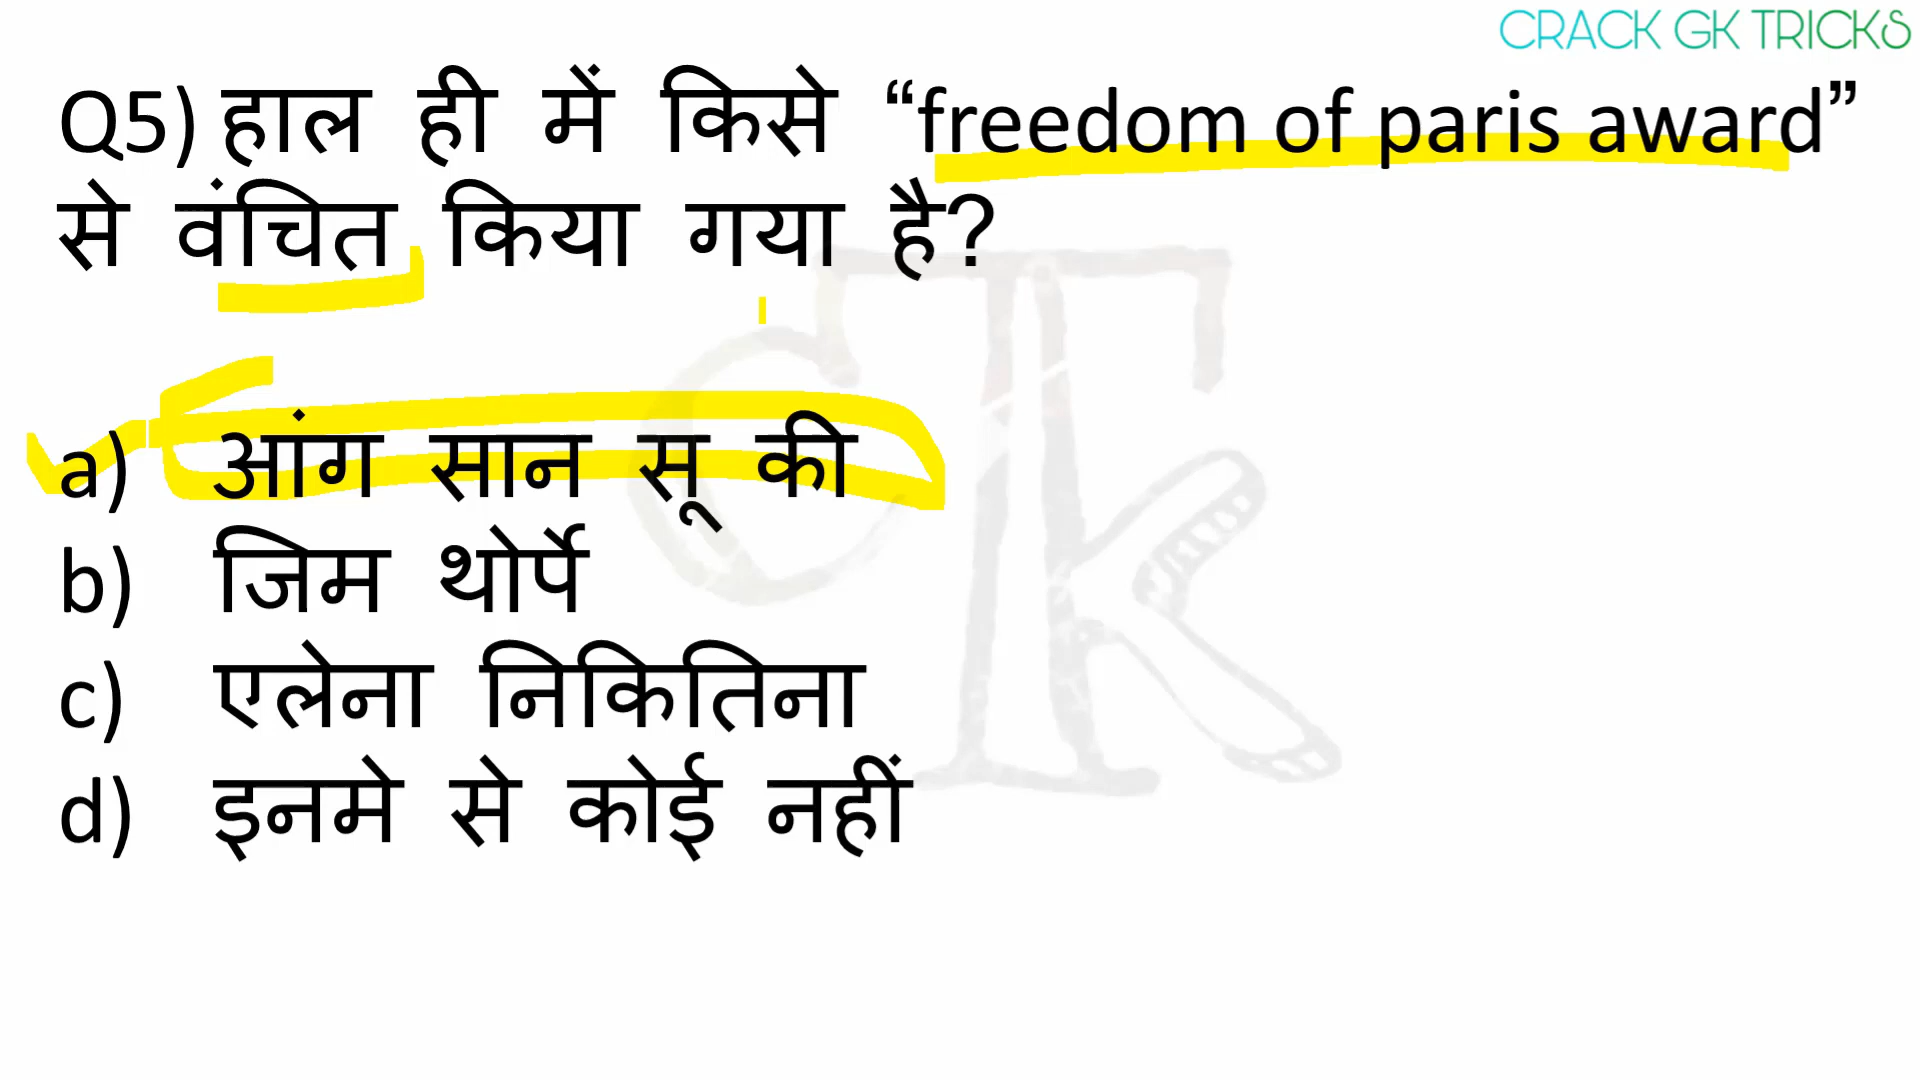 CRACK GK TRICKS
Q5) हाल ही में किसे “freedom of paris award”
से वंचित किया गया है?
a) आंग सान सू की
b) जिम थोर्पै
c) एलेना निकितिना
d) इनमे से कोई नहीं